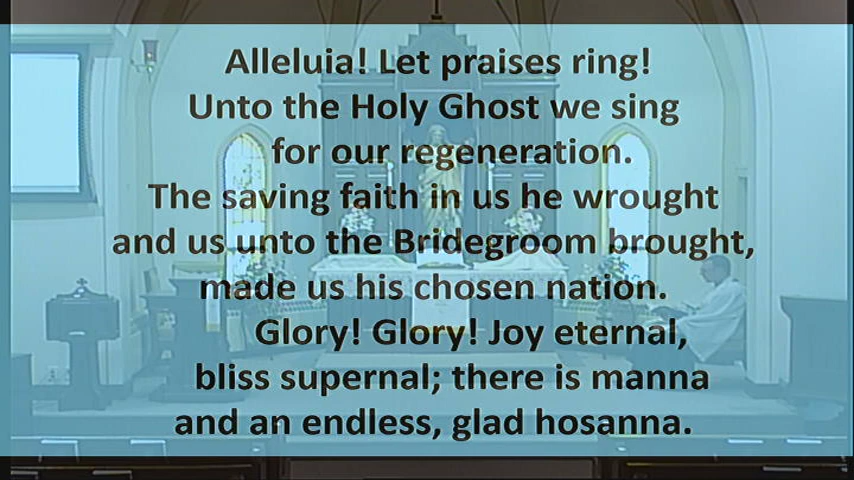 Alleluia! Let praises ring!
Unto the Holy Ghost we sing
for our regeneration.
The saving faith in us he wrought
and us unto the Bridegroom brought,
made us his chosen nation.
Glory! Glory! Joy eternal,
bliss supernal; there is manna
and an endless, glad hosanna.